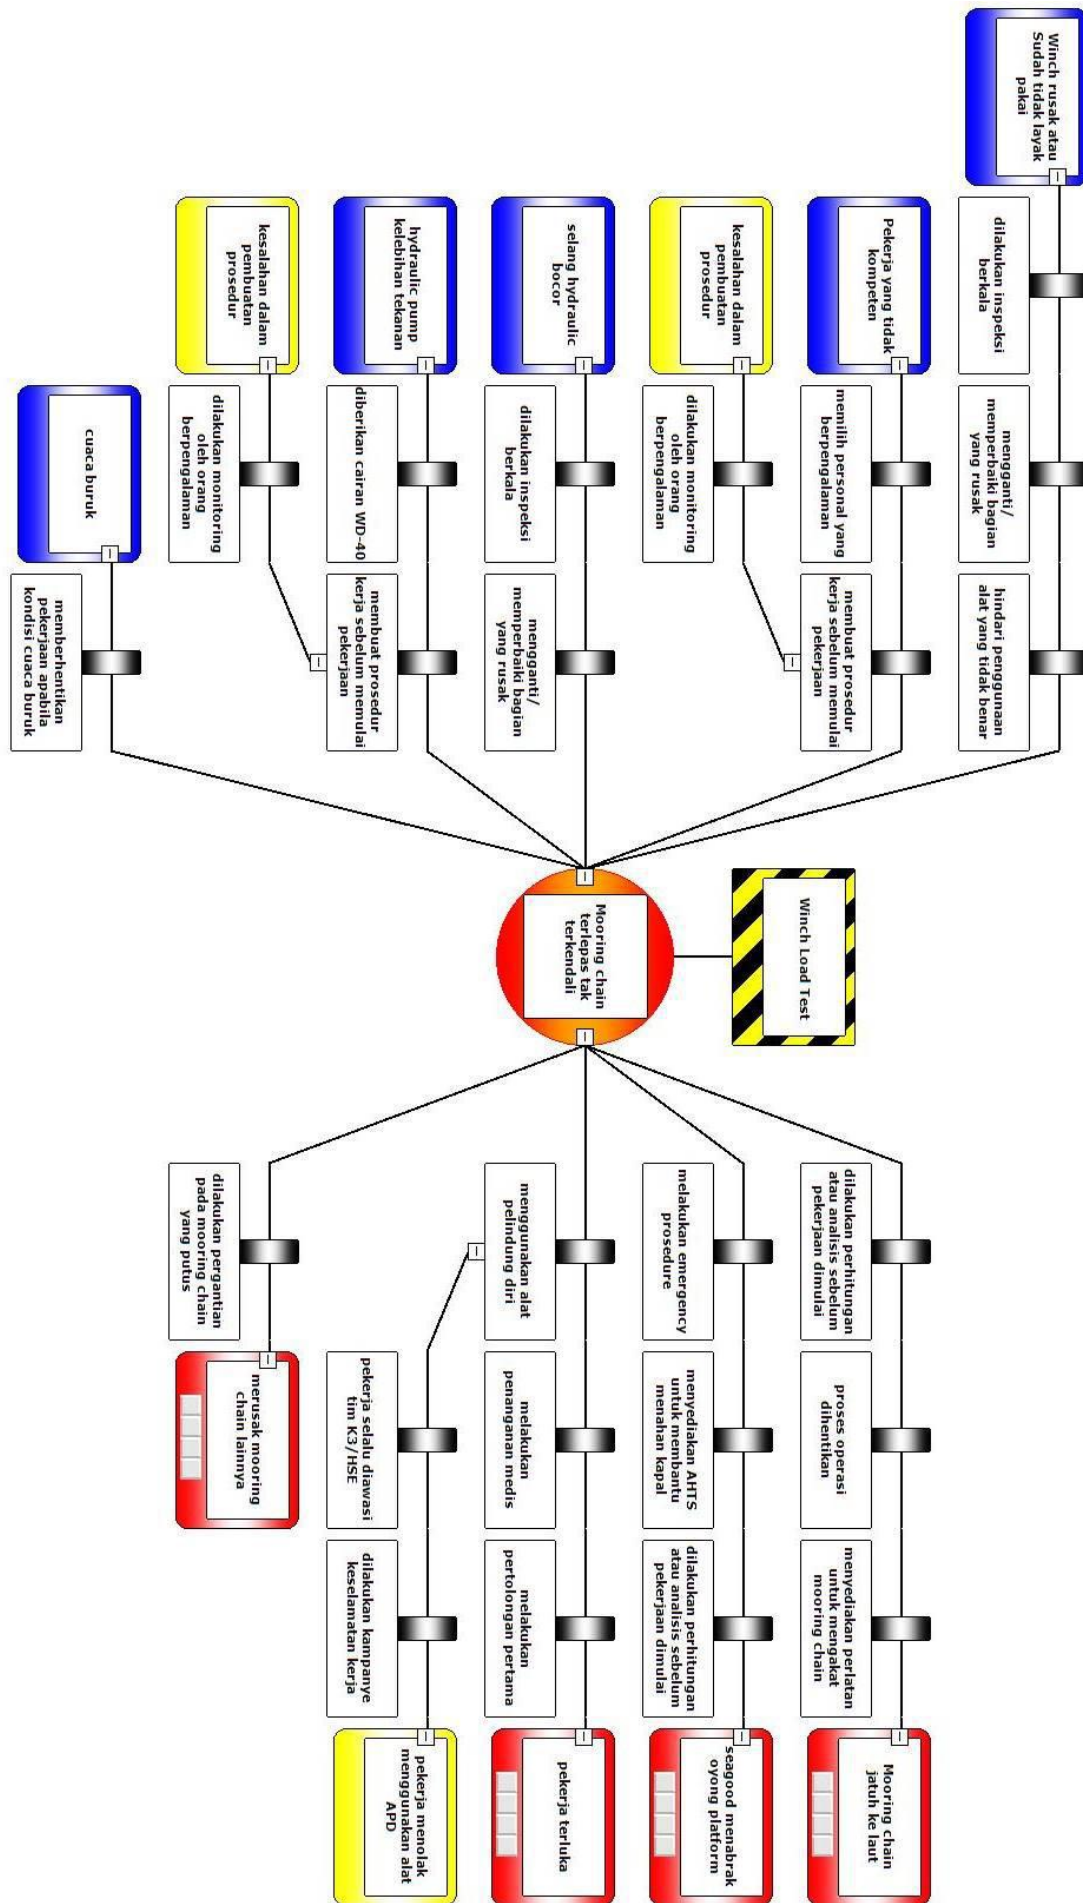 Winch Load Test
Mooring chain
terlepas tak
terkendali
Winch rusak atau
Sudah tidak layak
pakai
dilakukan inspeksi
berkala
mengganti/
memperbaiki bagian
yang rusak
hindari penggunaan
alat yang tidak benar
Pekerja yang tidak
kompeten
memilih personal yang
berpengalaman
membuat prosedur
kerja sebelum memulai
pekerjaan
kesalahan dalam
pembuatan
prosedur
dilakukan monitoring
oleh orang
berpengalaman
selang hydraulic
bocor
dilakukan inspeksi
berkala
mengganti/
memperbaiki bagian
yang rusak
hydraulic pump
kelebihan tekanan
diberikan cairan WD-40
membuat prosedur
kerja sebelum memulai
pekerjaan
kesalahan dalam
pembuatan
prosedur
dilakukan monitoring
oleh orang
berpengalaman
cuaca buruk
memberhentikan
pekerjaan apabila
kondisi cuaca buruk
dilakukan perhitungan
atau analisis sebelum
pekerjaan dimulai
proses operasi
dihentikan
menyediakan perlatan
untuk mengakat
mooring chain
Mooring chain
jatuh ke laut
melakukan emergency
prosedure
menyediakan AHTS
untuk membantu
menahan kapal
dilakukan perhitungan
atau analisis sebelum
pekerjaan dimulai
seagood menabrak
oyong platform
menggunakan alat
pelindung diri
melakukan
penanganan medis
melakukan
pertolongan pertama
pekerja terluka
pekerja selalu diawasi
tim K3/HSE
dilakukan kampanye
keselamatan kerja
pekerja menolak
menggunakan alat
APD
dilakukan pergantian
pada mooring chain
yang putus
merusak mooring
chain lainnya